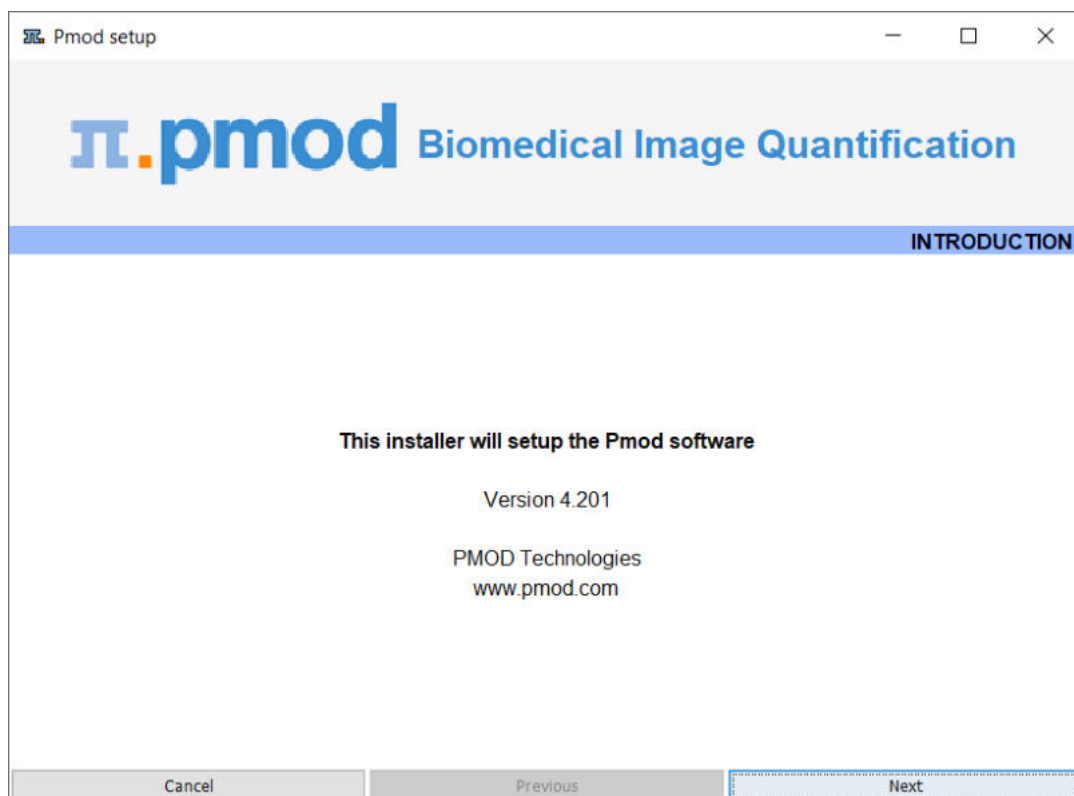 Pmod setup
π.pmod Biomedical Image Quantification
INTRODUCTION
This installer will setup the Pmod software
Version 4.201
PMOD Technologies
www.pmod.com
Cancel Previous Next